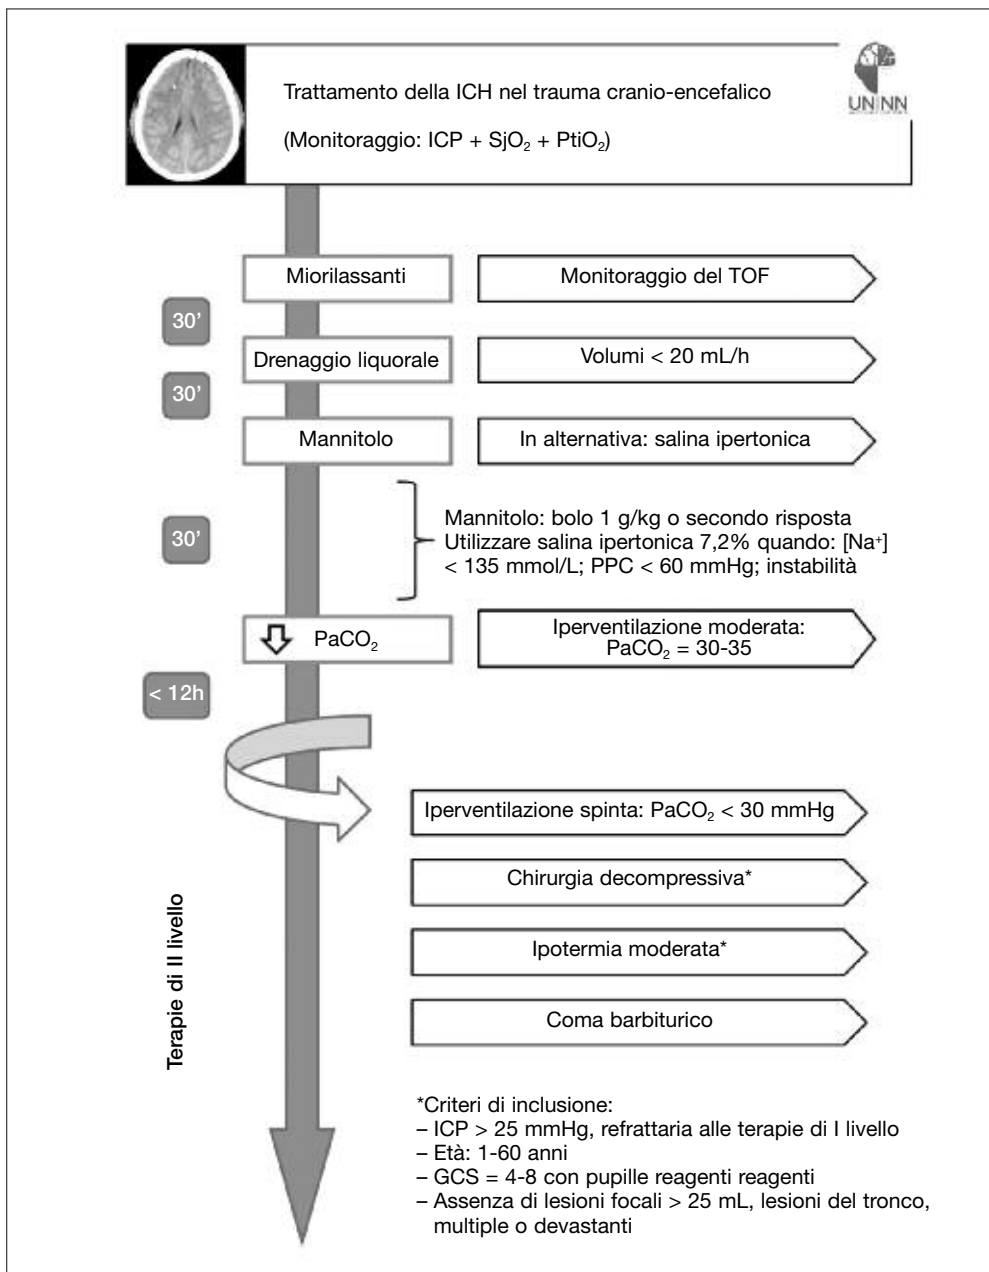 Trattamento della ICH nel trauma cranio-encefalico
(Monitoraggio: ICP + SjO₂ + PtiO₂)
UNINN
Miorilassanti
Monitoraggio del TOF
30’
Drenaggio liquorale
Volumi < 20 mL/h
30’
Mannitolo
In alternativa: salina ipertonica
30’
Mannitolo: bolo 1 g/kg o secondo risposta
Utilizzare salina ipertonica 7,2% quando: [Na⁺]
< 135 mmol/L; PPC < 60 mmHg; instabilità
PaCO₂
Iperventilazione moderata:
PaCO₂ = 30-35
< 12h
Iperventilazione spinta: PaCO₂ < 30 mmHg
Chirurgia decompressiva*
Ipotermia moderata*
Coma barbiturico
Terapie di II livello
*Criteri di inclusione:
– ICP > 25 mmHg, refrattaria alle terapie di I livello
– Età: 1-60 anni
– GCS = 4-8 con pupille reagenti reagenti
– Assenza di lesioni focali > 25 mL, lesioni del tronco,
multiple o devastanti